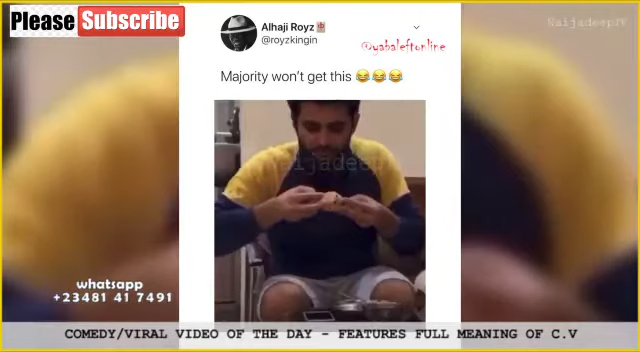 Please Subscribe
Alhaji Royz
@royzkingin
@yabaleftonline
Majority won't get this 😂😂😂
Naijadeep
whatsapp
+23481 41 7491
COMEDY/VIRAL VIDEO OF THE DAY - FEATURES FULL MEANING OF C.V